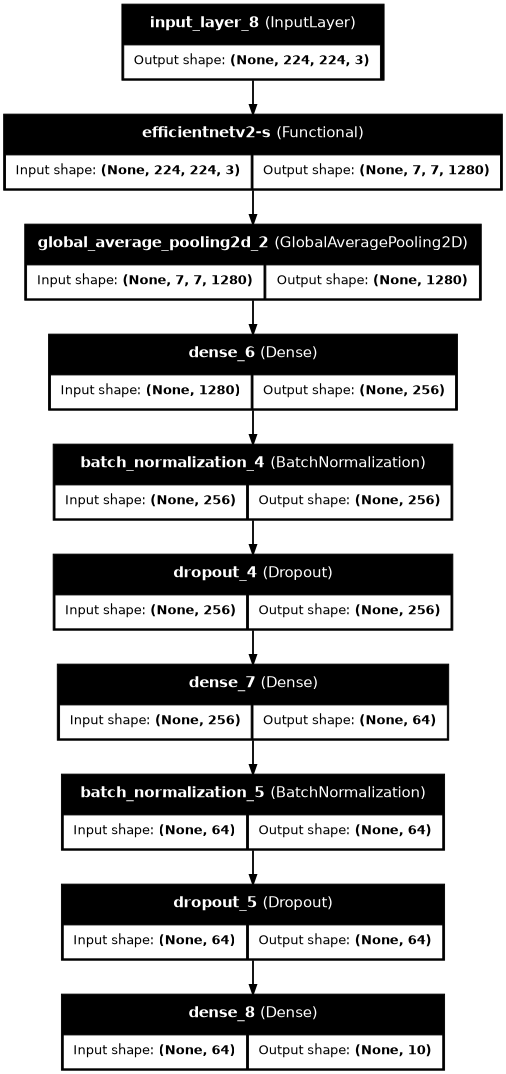 input_layer_8 (InputLayer)
Output shape: (None, 224, 224, 3)
efficientnetv2-s (Functional)
Input shape: (None, 224, 224, 3) Output shape: (None, 7, 7, 1280)
global_average_pooling2d_2 (GlobalAveragePooling2D)
Input shape: (None, 7, 7, 1280) Output shape: (None, 1280)
dense_6 (Dense)
Input shape: (None, 1280) Output shape: (None, 256)
batch_normalization_4 (BatchNormalization)
Input shape: (None, 256) Output shape: (None, 256)
dropout_4 (Dropout)
Input shape: (None, 256) Output shape: (None, 256)
dense_7 (Dense)
Input shape: (None, 256) Output shape: (None, 64)
batch_normalization_5 (BatchNormalization)
Input shape: (None, 64) Output shape: (None, 64)
dropout_5 (Dropout)
Input shape: (None, 64) Output shape: (None, 64)
dense_8 (Dense)
Input shape: (None, 64) Output shape: (None, 10)